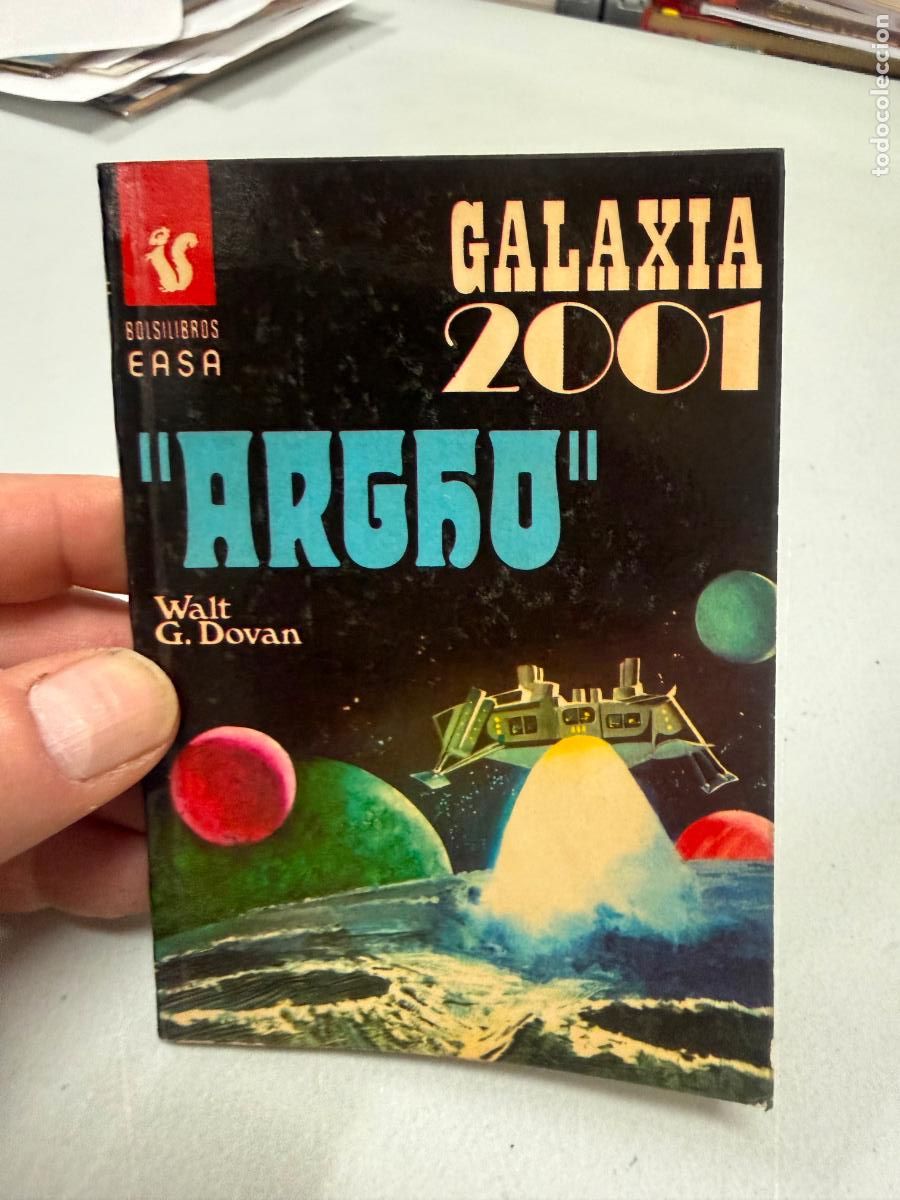 BOLSILIBROS
EASA
GALAXIA
2001
"ARGhO"
Walt
G. Dovan
todocoleccion